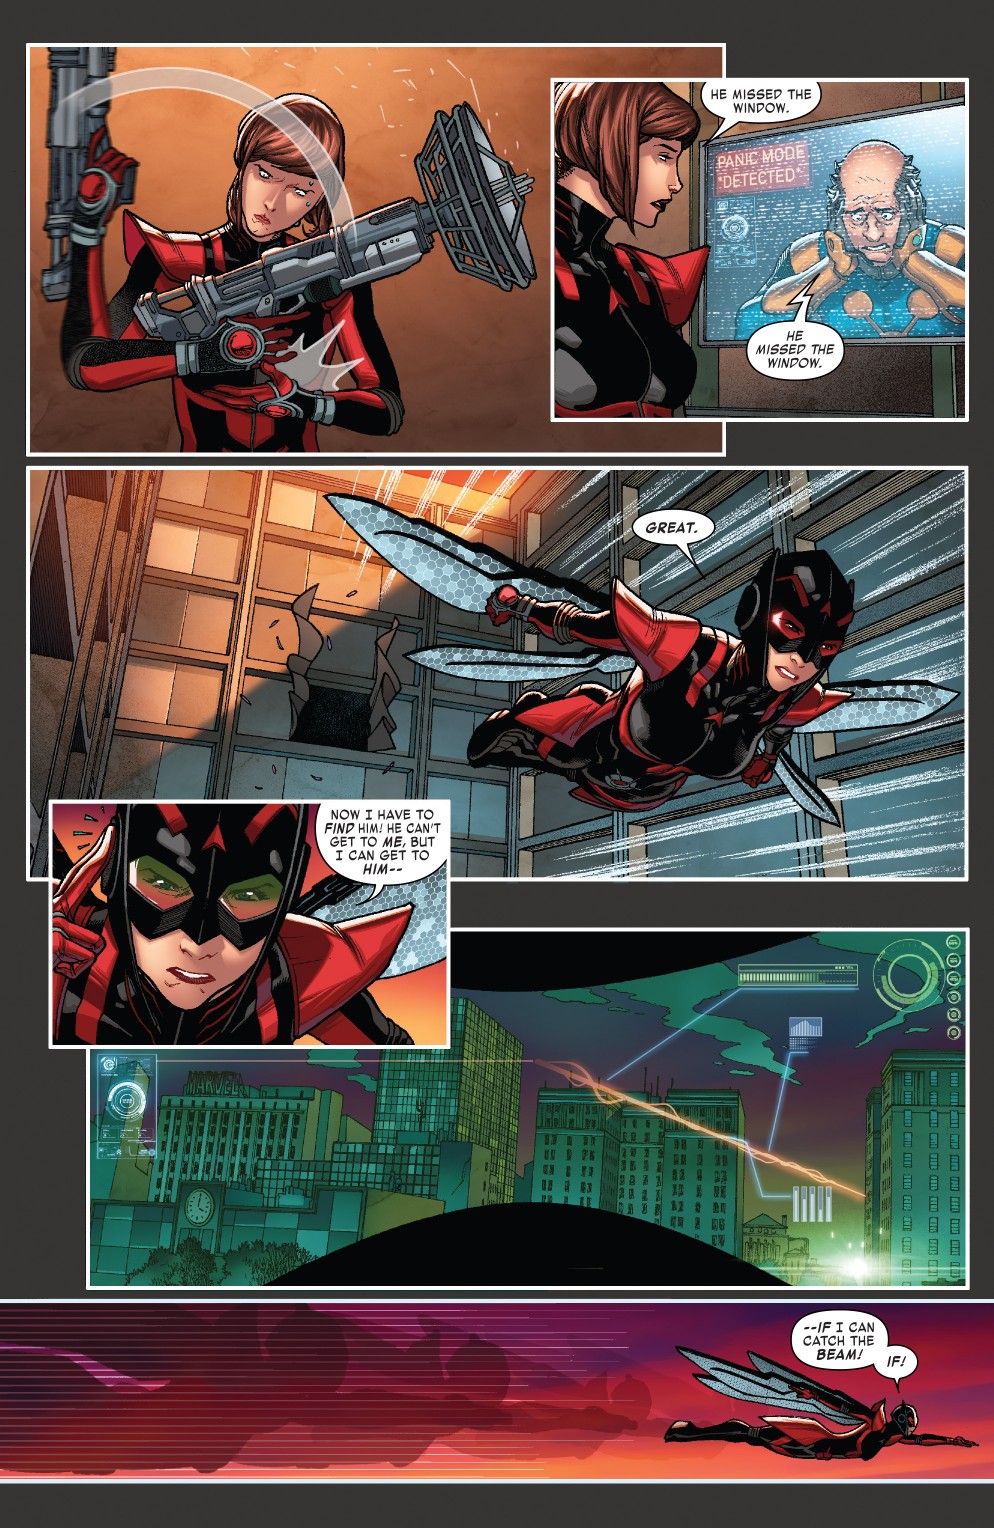 HE MISSED THE
WINDOW.
PANIC MODE
"DETECTED"
HE
MISSED THE
WINDOW.
GREAT.
NOW I HAVE TO
FIND HIM! HE CAN'T
GET TO ME, BUT
I CAN GET TO
HIM--
MARVEL
--IF I CAN
CATCH THE
BEAM!
IF!